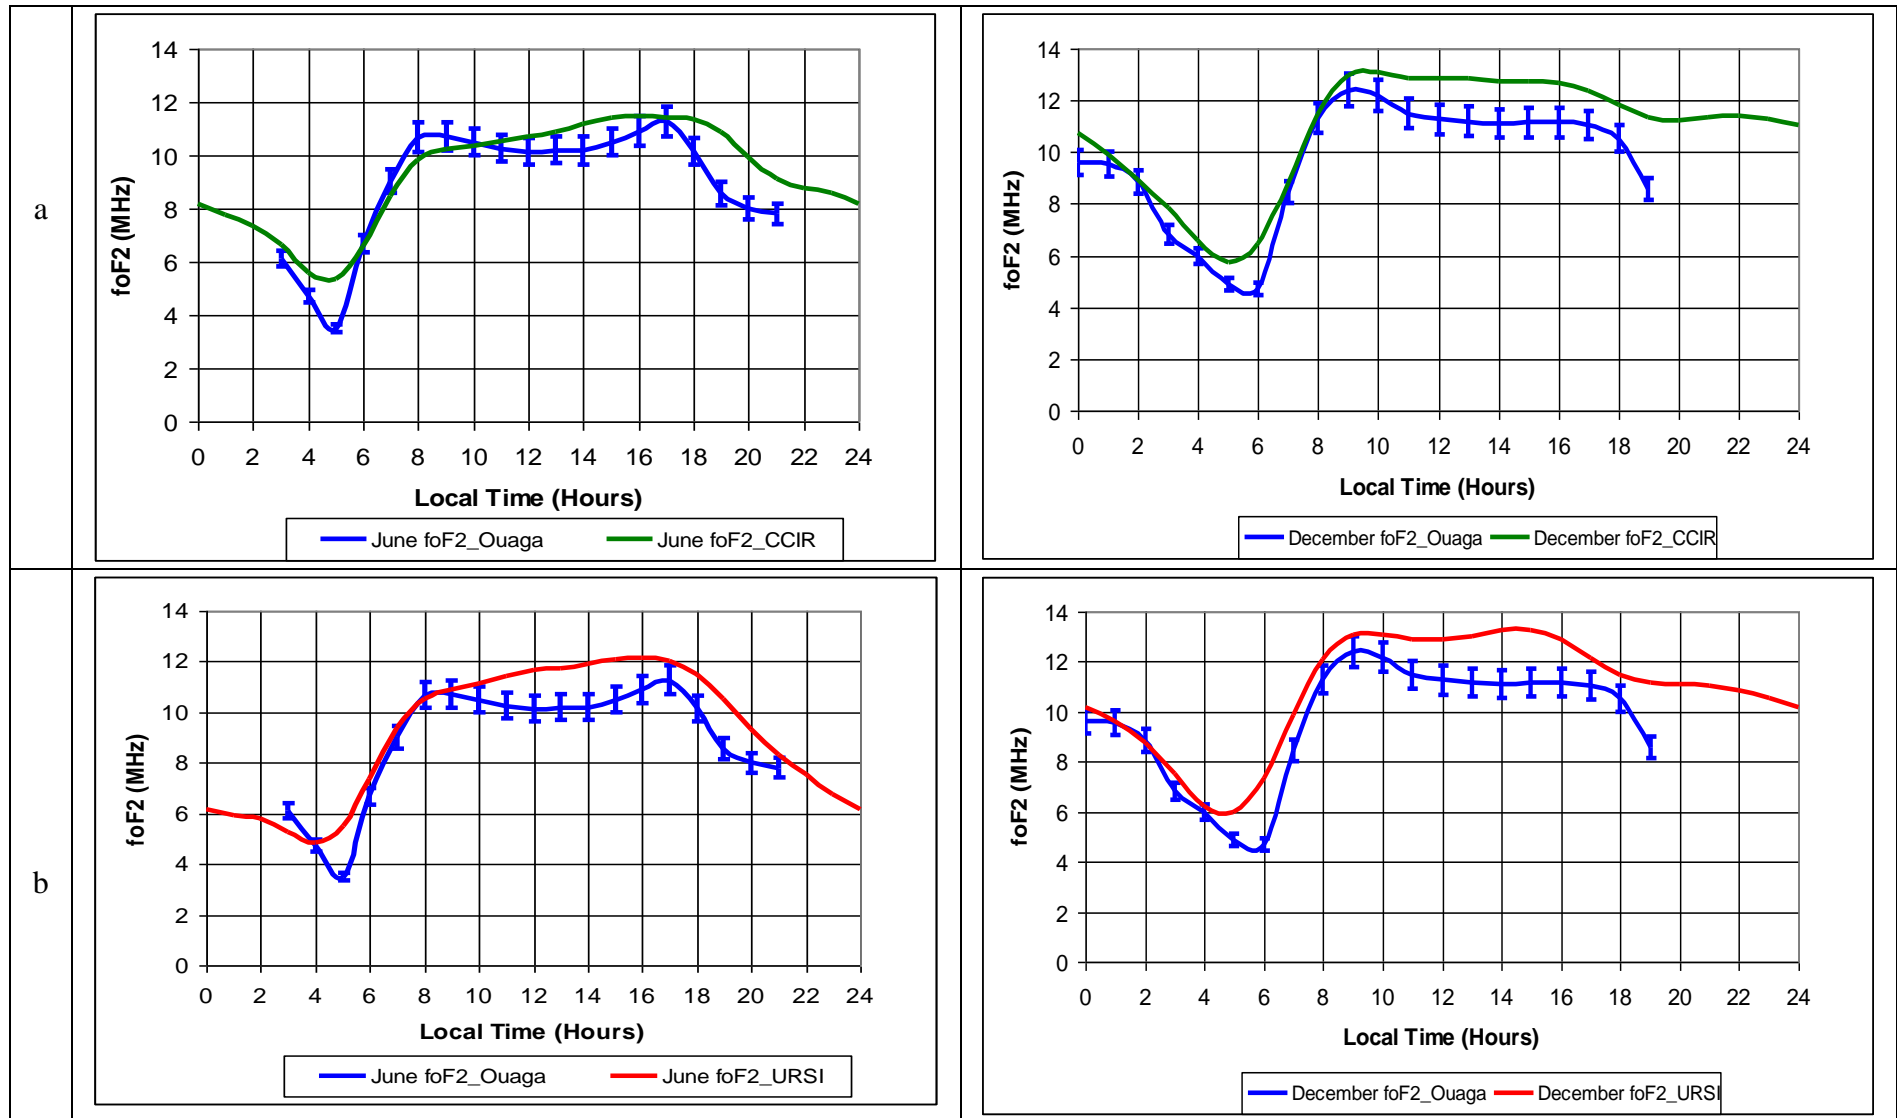 a
foF2 (MHz)
14
12
10
8
6
4
2
0
0 2 4 6 8 10 12 14 16 18 20 22 24
Local Time (Hours)
June foF2_Ouaga June foF2_CCIR
foF2 (MHz)
14
12
10
8
6
4
2
0
0 2 4 6 8 10 12 14 16 18 20 22 24
Local Time (Hours)
December foF2_Ouaga December foF2_CCIR
b
foF2 (MHz)
14
12
10
8
6
4
2
0
0 2 4 6 8 10 12 14 16 18 20 22 24
Local Time (Hours)
June foF2_Ouaga June foF2_URSI
foF2 (MHz)
14
12
10
8
6
4
2
0
0 2 4 6 8 10 12 14 16 18 20 22 24
Local Time (Hours)
December foF2_Ouaga December foF2_URSI